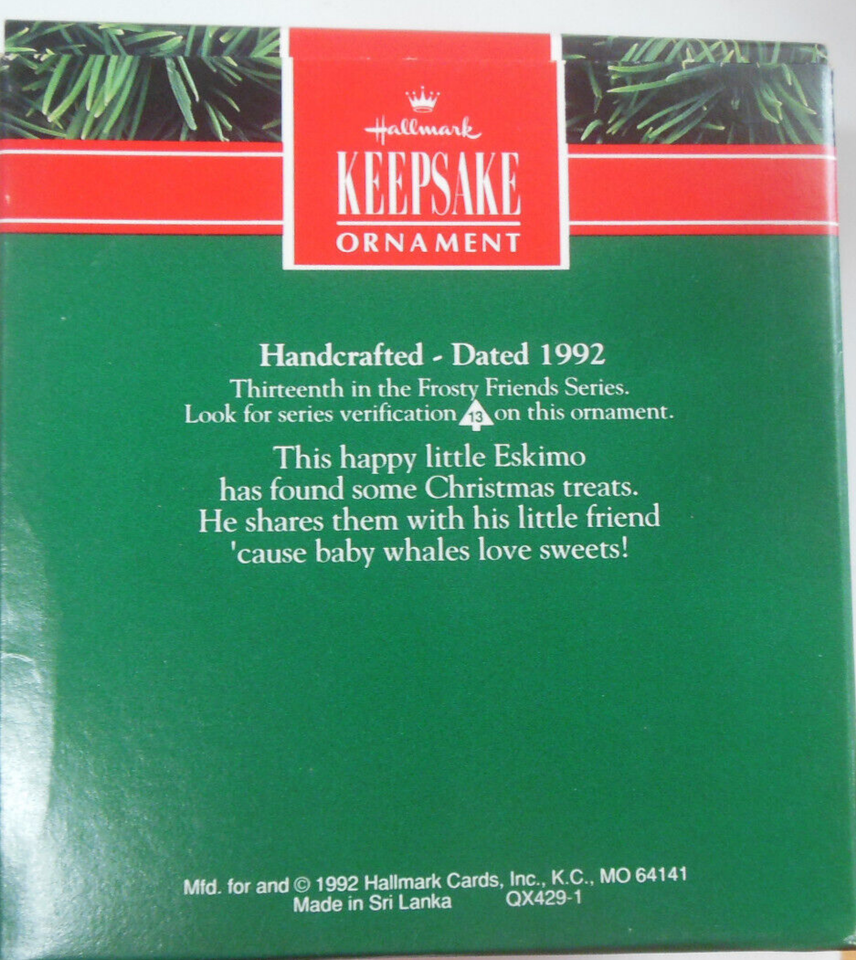 Hallmark
KEEPSAKE
ORNAMENT
Handcrafted - Dated 1992
Thirteenth in the Frosty Friends Series.
Look for series verification 13 on this ornament.
This happy little Eskimo
has found some Christmas treats.
He shares them with his little friend
'cause baby whales love sweets!
Mfd. for and © 1992 Hallmark Cards, Inc., K.C., MO 64141
Made in Sri Lanka QX429-1